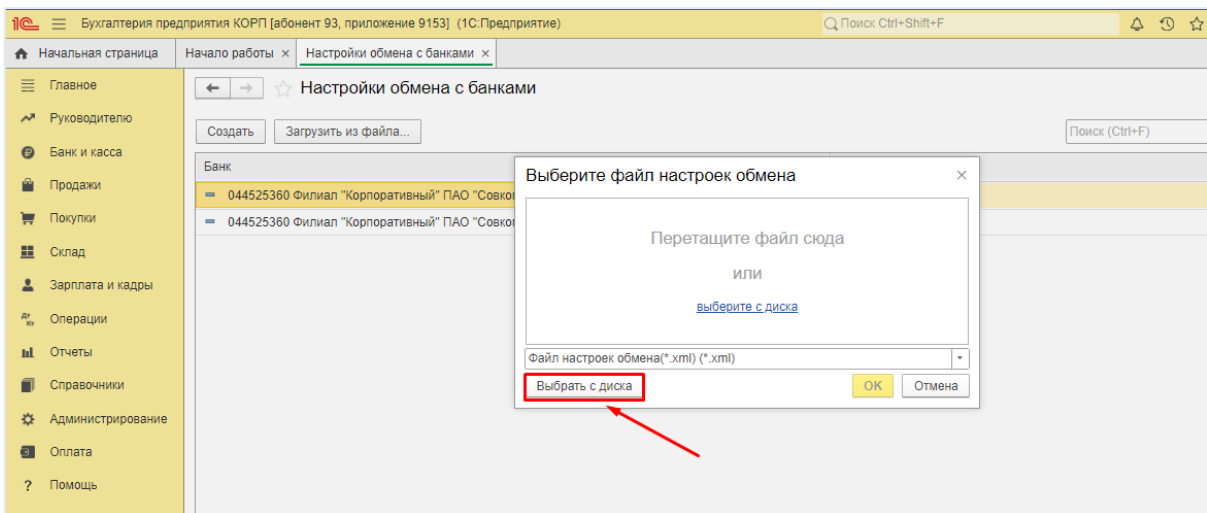 1С Бухгалтерия предприятия КОРП [абонент 93, приложение 9153] (1С:Предприятие) Поиск Ctrl+Shift+F
Начальная страница Начало работы × Настройки обмена с банками ×
Главное
Руководителю
Банк и касса
Продажи
Покупки
Склад
Зарплата и кадры
Дт Кт Операции
Отчеты
Справочники
Администрирование
Оплата
? Помощь
Настройки обмена с банками
Создать Загрузить из файла... Поиск (Ctrl+F)
Банк
044525360 Филиал "Корпоративный" ПАО
044525360 Филиал "Корпоративный" ПАО
Выберите файл настроек обмена ×
Перетащите файл сюда
или
выберите с диска
Файл настроек обмена(*.xml) (*.xml)
Выбрать с диска OK Отмена